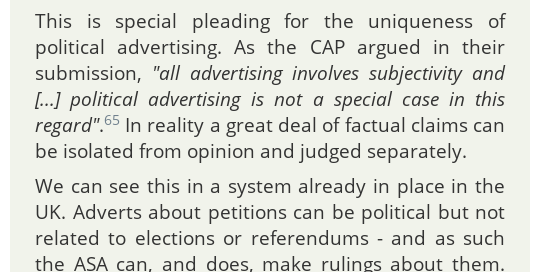 This is special pleading for the uniqueness of
political advertising. As the CAP argued in their
submission, "all advertising involves subjectivity and
[...] political advertising is not a special case in this
regard".65 In reality a great deal of factual claims can
be isolated from opinion and judged separately.
We can see this in a system already in place in the
UK. Adverts about petitions can be political but not
related to elections or referendums - and as such
the ASA can, and does, make rulings about them.